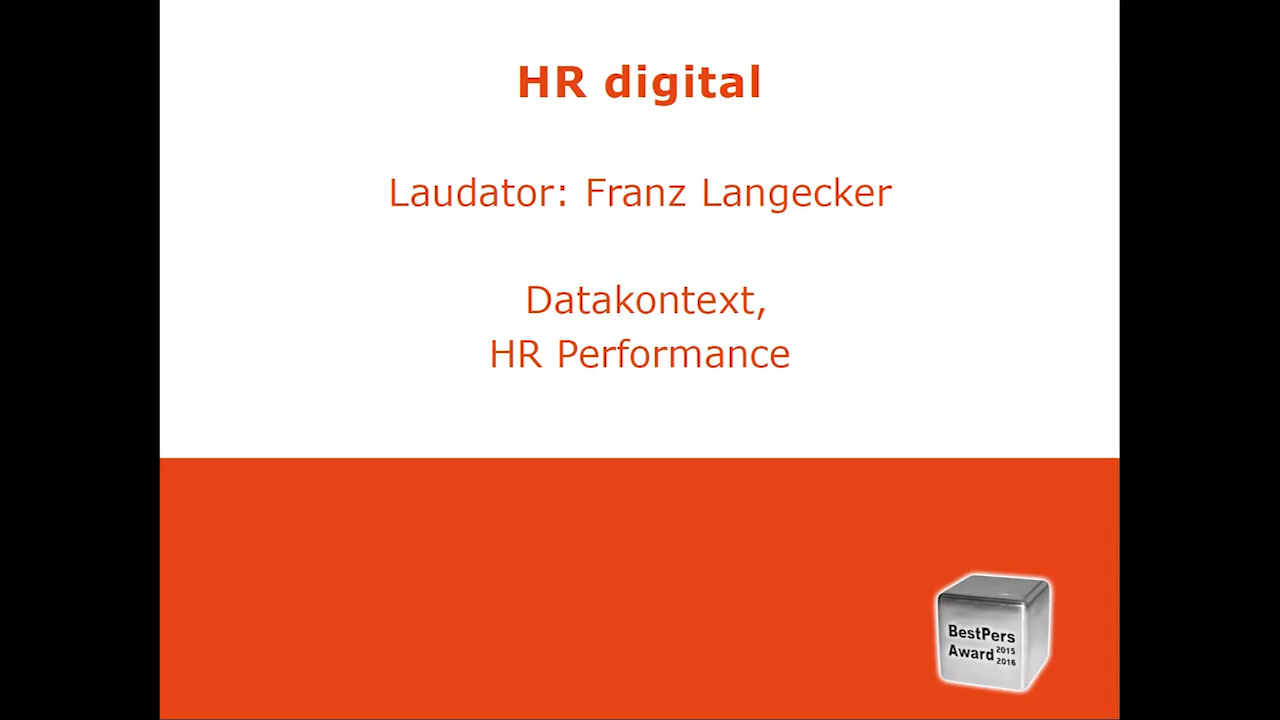 HR digital
Laudator: Franz Langecker
Datakontext,
HR Performance
BestPers
Award 2015
2016